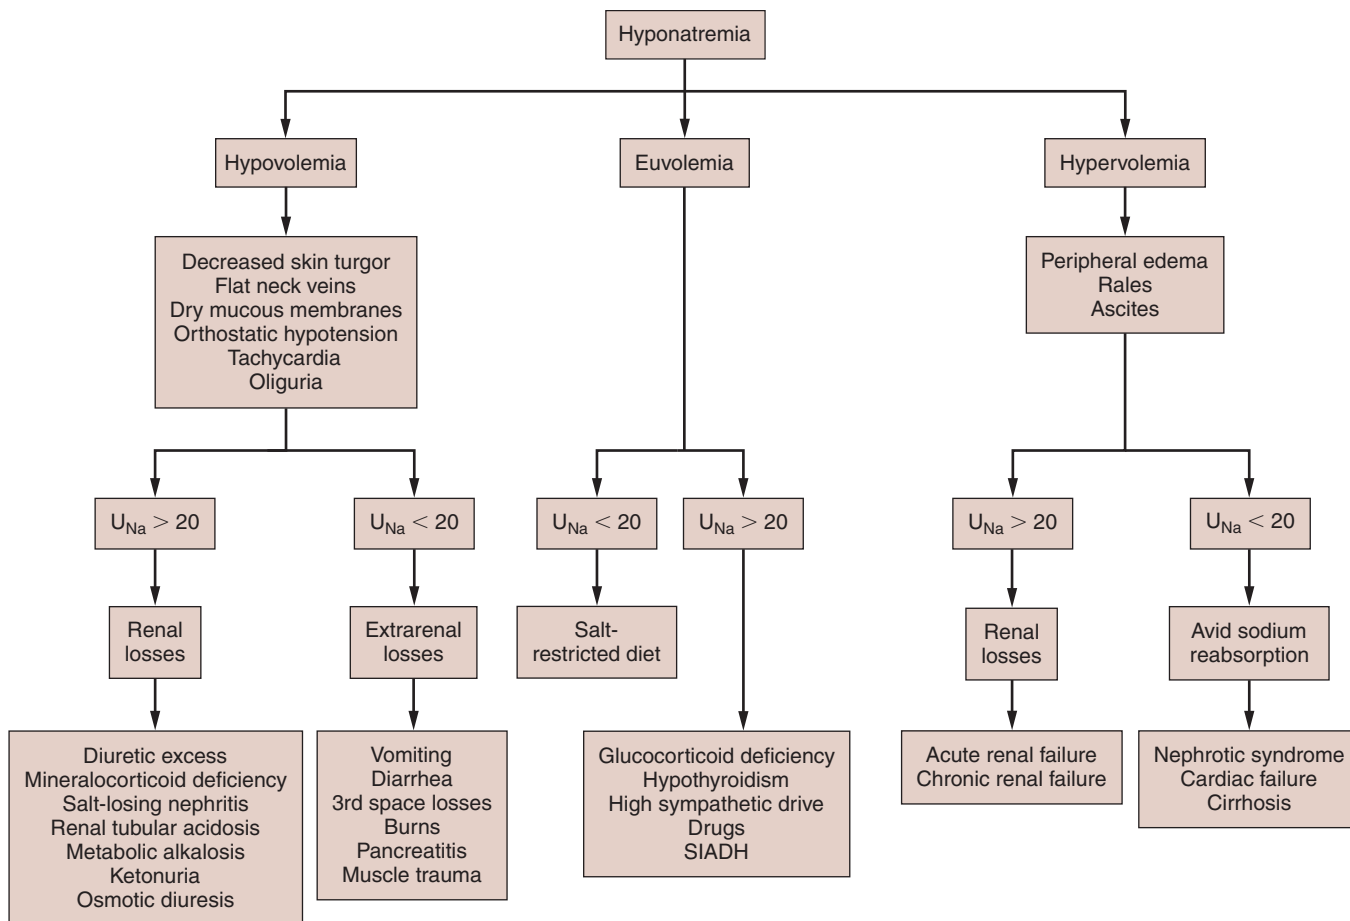 Hyponatremia
Hypovolemia
Euvolemia
Hypervolemia
Decreased skin turgor
Flat neck veins
Dry mucous membranes
Orthostatic hypotension
Tachycardia
Oliguria
Peripheral edema
Rales
Ascites
U_Na > 20
U_Na < 20
U_Na < 20
U_Na > 20
U_Na > 20
U_Na < 20
Renal
losses
Extrarenal
losses
Salt-
restricted diet
Renal
losses
Avid sodium
reabsorption
Diuretic excess
Mineralocorticoid deficiency
Salt-losing nephritis
Renal tubular acidosis
Metabolic alkalosis
Ketonuria
Osmotic diuresis
Vomiting
Diarrhea
3rd space losses
Burns
Pancreatitis
Muscle trauma
Glucocorticoid deficiency
Hypothyroidism
High sympathetic drive
Drugs
SIADH
Acute renal failure
Chronic renal failure
Nephrotic syndrome
Cardiac failure
Cirrhosis